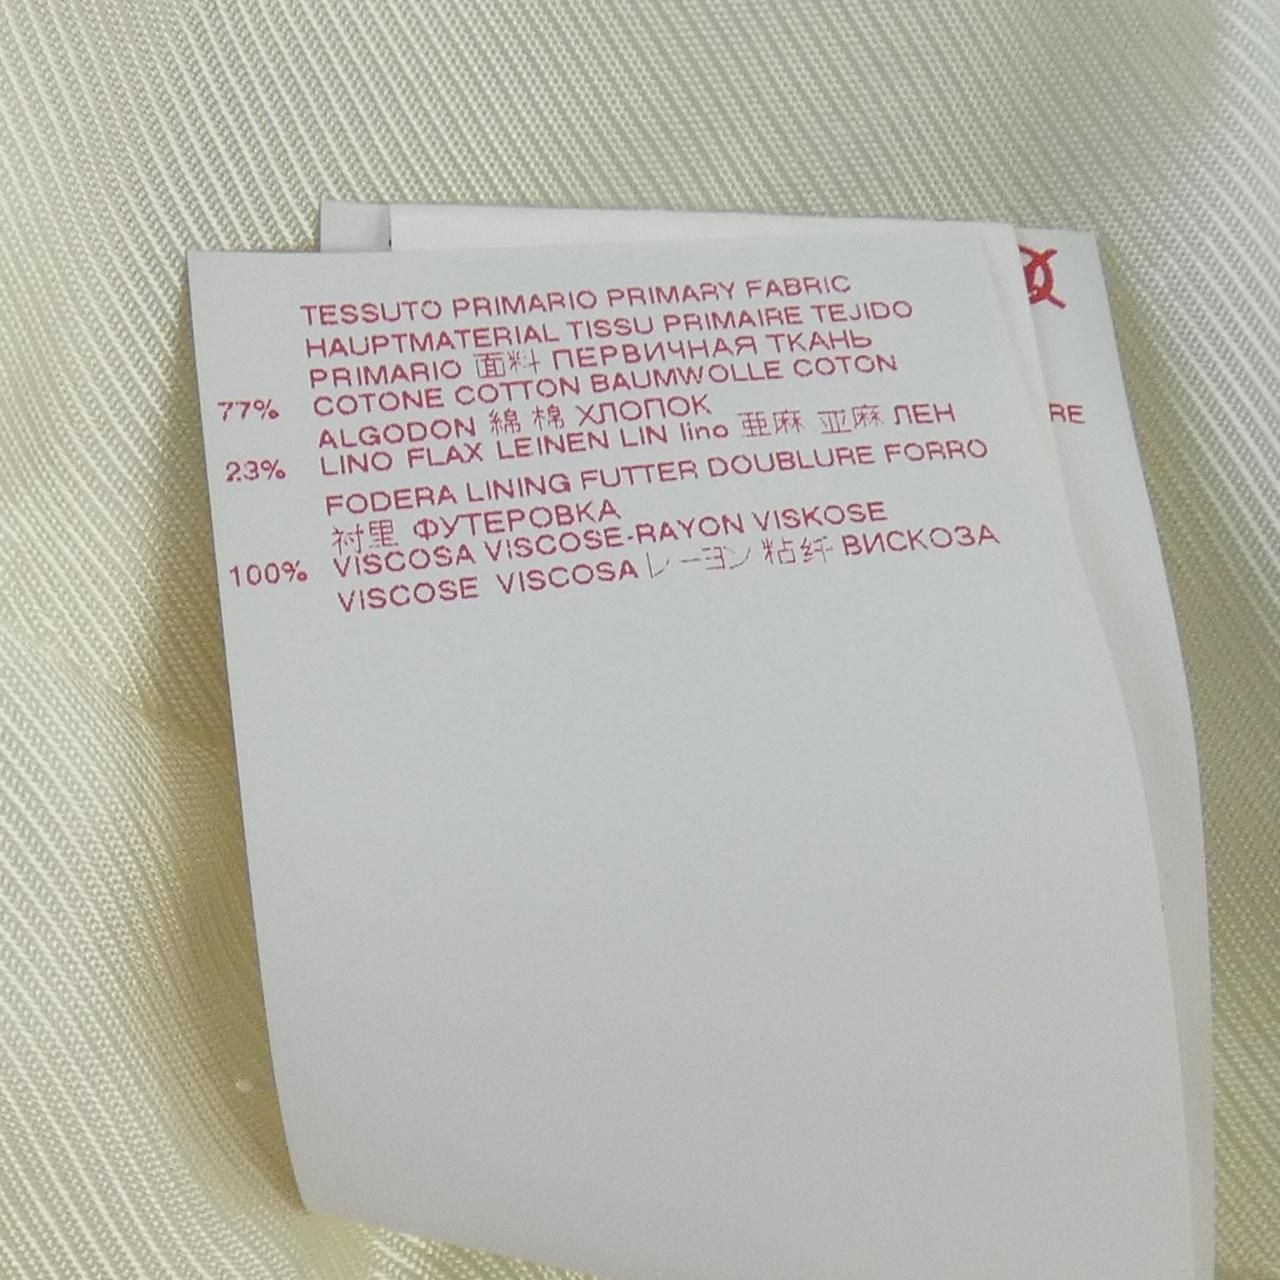 TESSUTO PRIMARIO PRIMARY FABRIC
HAUPTMATERIAL TISSU PRIMAIRE TEJIDO
PRIMARIO 面料 ПЕРВИЧНАЯ ТКАНЬ
77% COTONE COTTON BAUMWOLLE COTON
ALGODON 綿 棉 ХЛОПОК
23% LINO FLAX LEINEN LIN lino 亜麻 亚麻 ЛЕН
FODERA LINING FUTTER DOUBLURE FORRO
衬里 ФУТЕРОВКА
100% VISCOSA VISCOSE-RAYON VISKOSE
VISCOSE VISCOSA レーヨン 粘纤 ВИСКОЗА
RE